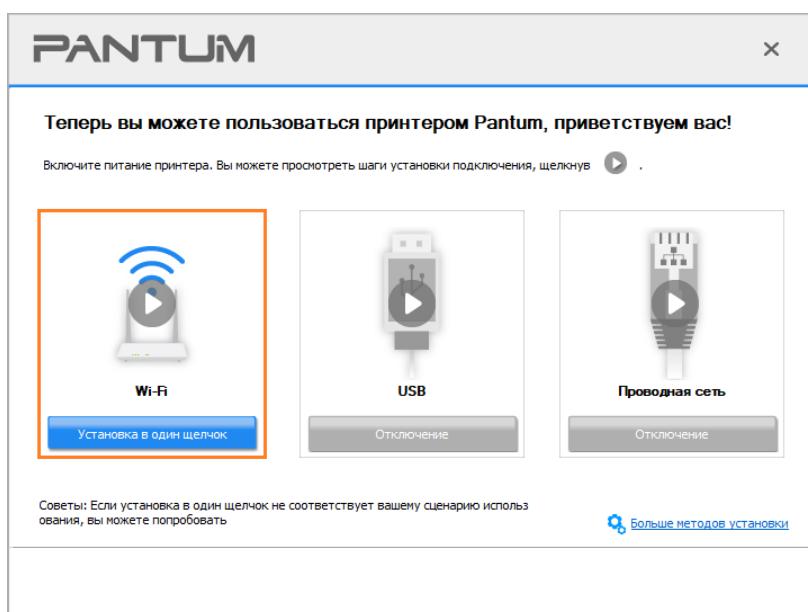 PANTUM
Теперь вы можете пользоваться принтером Pantum, приветствуем вас!
Включите питание принтера. Вы можете просмотреть шаги установки подключения, щелкнув .
Wi-Fi
USB
Проводная сеть
Установка в один щелчок
Отключение
Отключение
Советы: Если установка в один щелчок не соответствует вашему сценарию использ
ования, вы можете попробовать
Больше методов установки